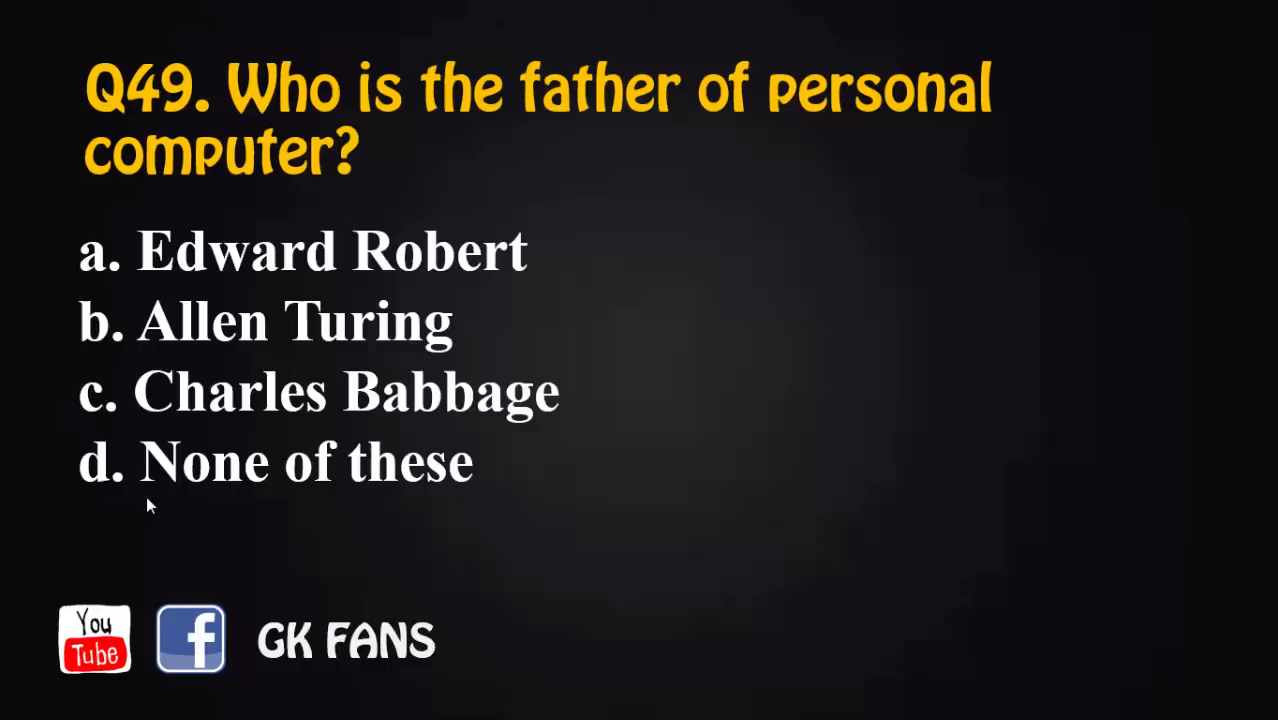 Q49. Who is the father of personal
computer?
a. Edward Robert
b. Allen Turing
c. Charles Babbage
d. None of these
You
Tube
f
GK FANS